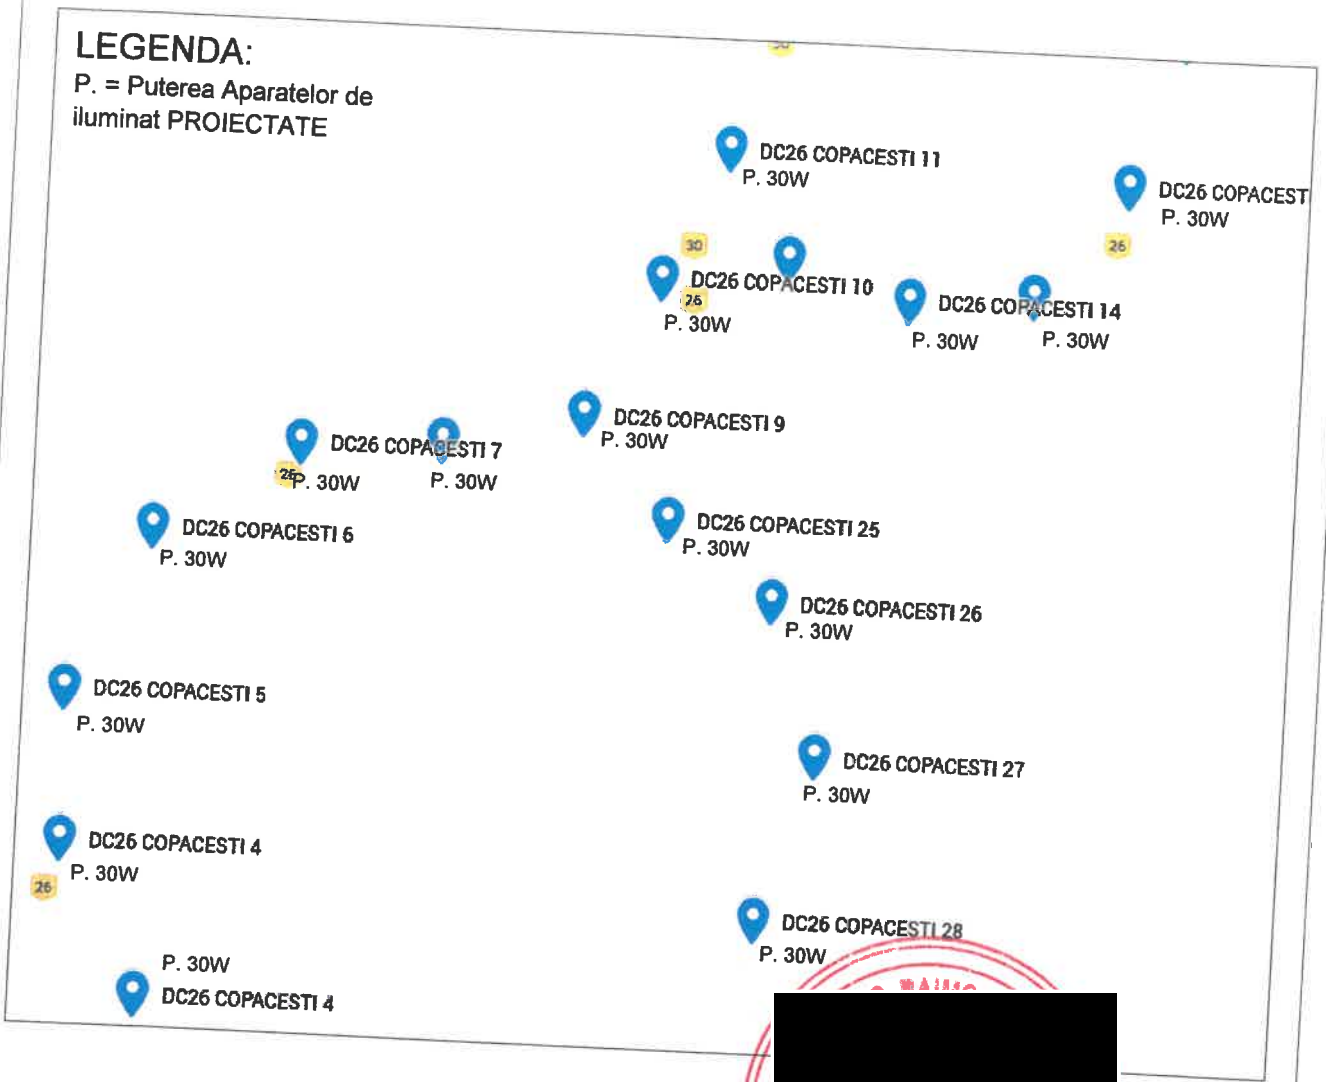 LEGENDA:
P. = Puterea Aparatelor de
iluminat PROIECTATE
30
DC26 COPACESTI 11
P. 30W
DC26 COPACEST
P. 30W
26
30
DC26 COPACESTI 10
26
P. 30W
DC26 COPACESTI 14
P. 30W
P. 30W
DC26 COPACESTI 9
P. 30W
DC26 COPACESTI 7
P. 30W
P. 30W
DC26 COPACESTI 6
P. 30W
DC26 COPACESTI 25
P. 30W
DC26 COPACESTI 26
P. 30W
DC26 COPACESTI 5
P. 30W
DC26 COPACESTI 27
P. 30W
DC26 COPACESTI 4
P. 30W
26
DC26 COPACESTI 28
P. 30W
P. 30W
DC26 COPACESTI 4